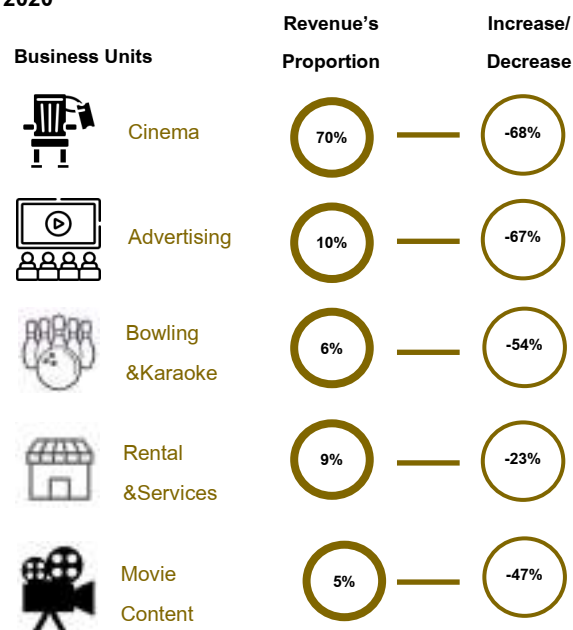 2020
Revenue's Increase/
Business Units Proportion Decrease
Cinema 70% -68%
Advertising 10% -67%
Bowling
&Karaoke 6% -54%
Rental
&Services 9% -23%
Movie
Content 5% -47%